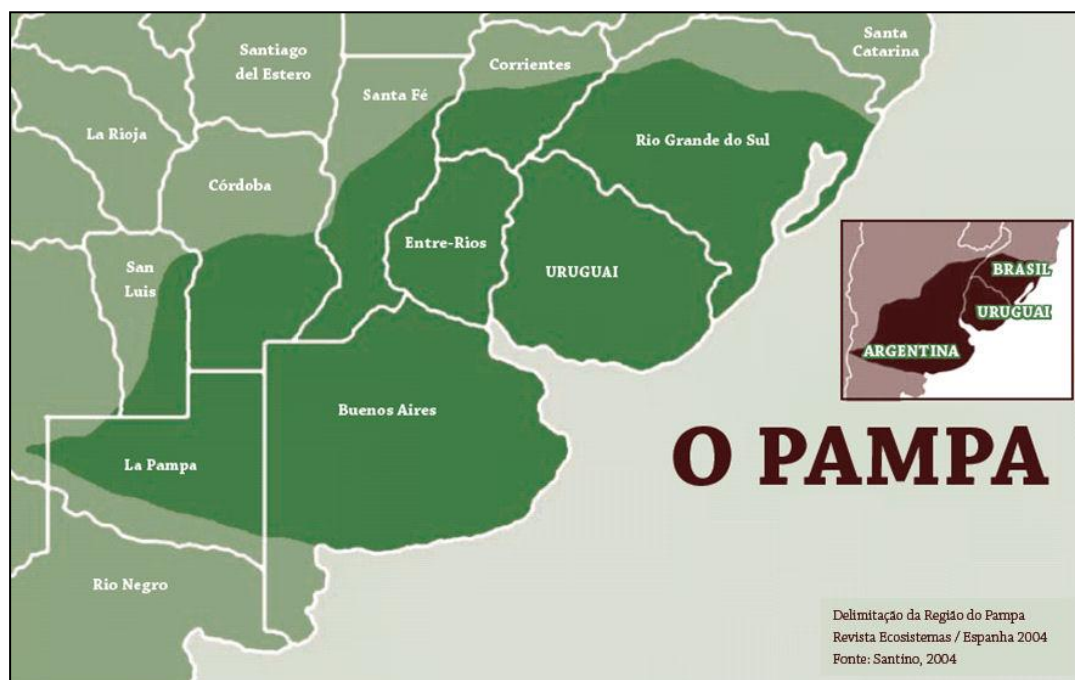 Santa
Catarina
Santiago
del Estero
Corrientes
Santa Fé
La Rioja
Rio Grande do Sul
Córdoba
Entre-Rios
San
Luis
URUGUAI
Buenos Aires
La Pampa
Rio Negro
BRASIL
URUGUAI
ARGENTINA
O PAMPA
Delimitação da Região do Pampa
Revista Ecosistemas / Espanha 2004
Fonte: Santino, 2004